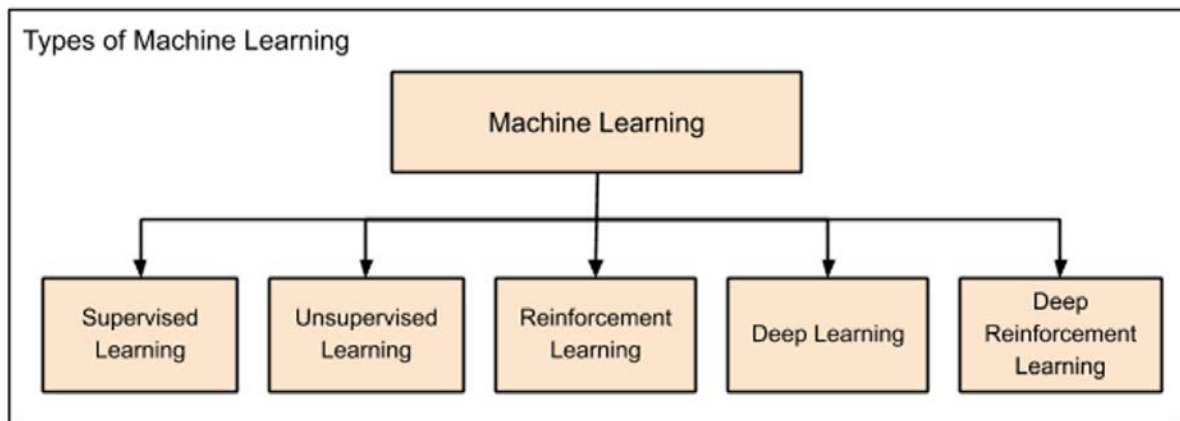 Types of Machine Learning
Machine Learning
Supervised
Learning
Unsupervised
Learning
Reinforcement
Learning
Deep Learning
Deep
Reinforcement
Learning